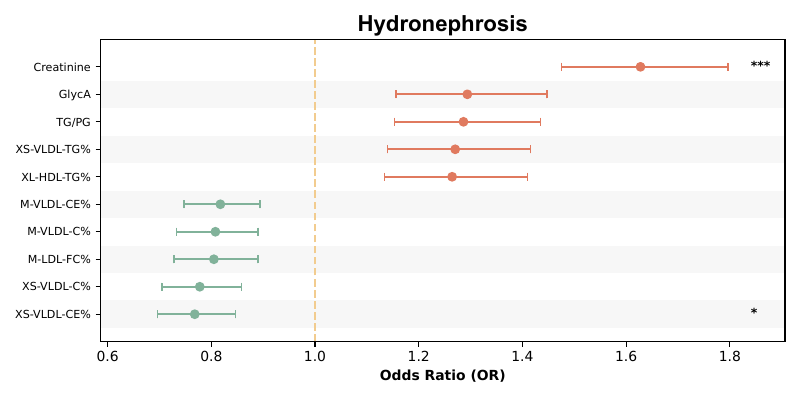 Hydronephrosis
Creatinine
***
GlycA
TG/PG
XS-VLDL-TG%
XL-HDL-TG%
M-VLDL-CE%
M-VLDL-C%
M-LDL-FC%
XS-VLDL-C%
XS-VLDL-CE%
*
0.6 0.8 1.0 1.2 1.4 1.6 1.8
Odds Ratio (OR)